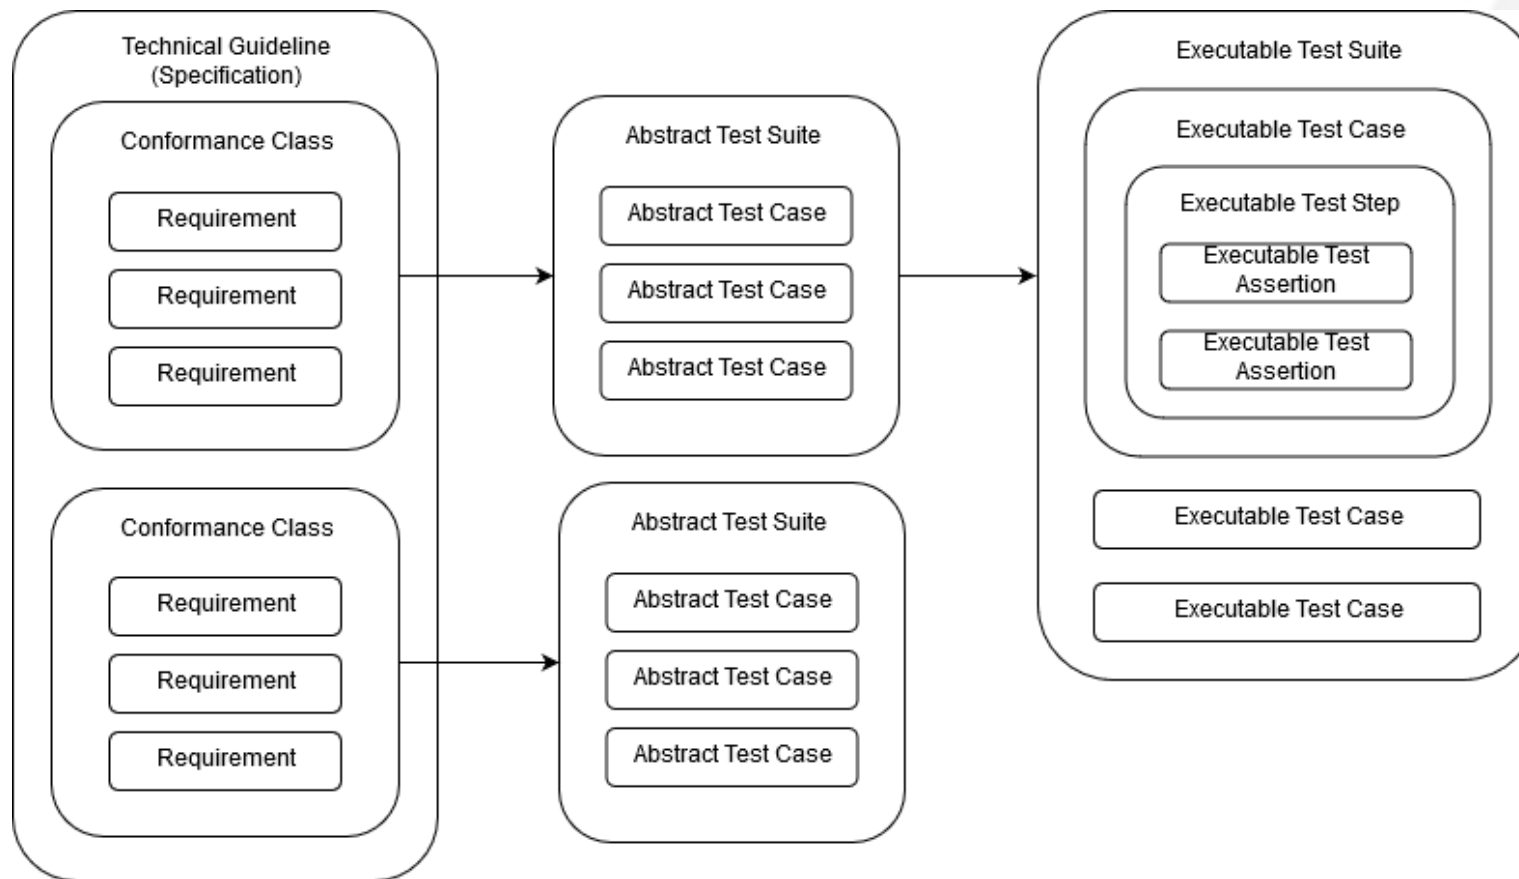 Technical Guideline
(Specification)
Conformance Class
Requirement
Requirement
Requirement
Conformance Class
Requirement
Requirement
Requirement
Abstract Test Suite
Abstract Test Case
Abstract Test Case
Abstract Test Case
Abstract Test Suite
Abstract Test Case
Abstract Test Case
Abstract Test Case
Executable Test Suite
Executable Test Case
Executable Test Step
Executable Test
Assertion
Executable Test
Assertion
Executable Test Case
Executable Test Case